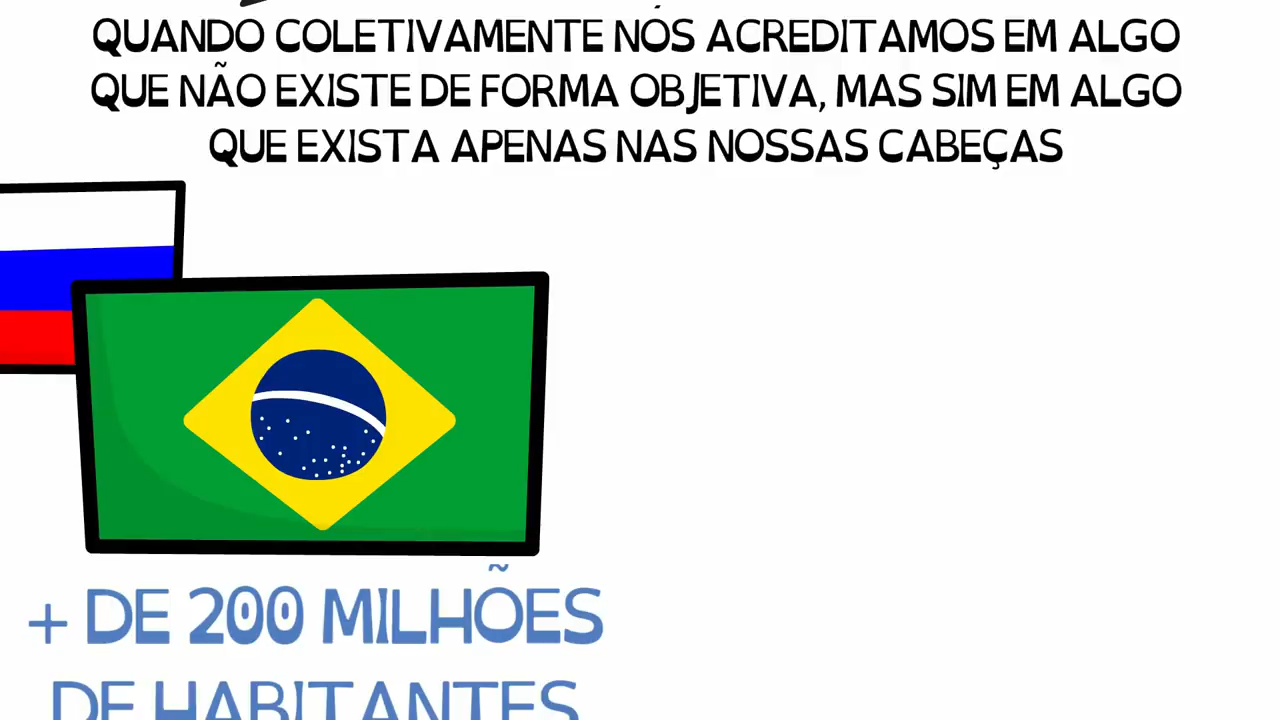 QUANDO COLETIVAMENTE NÓS ACREDITAMOS EM ALGO
QUE NÃO EXISTE DE FORMA OBJETIVA, MAS SIM EM ALGO
QUE EXISTA APENAS NAS NOSSAS CABEÇAS
+ DE 200 MILHÕES
DE HABITANTES